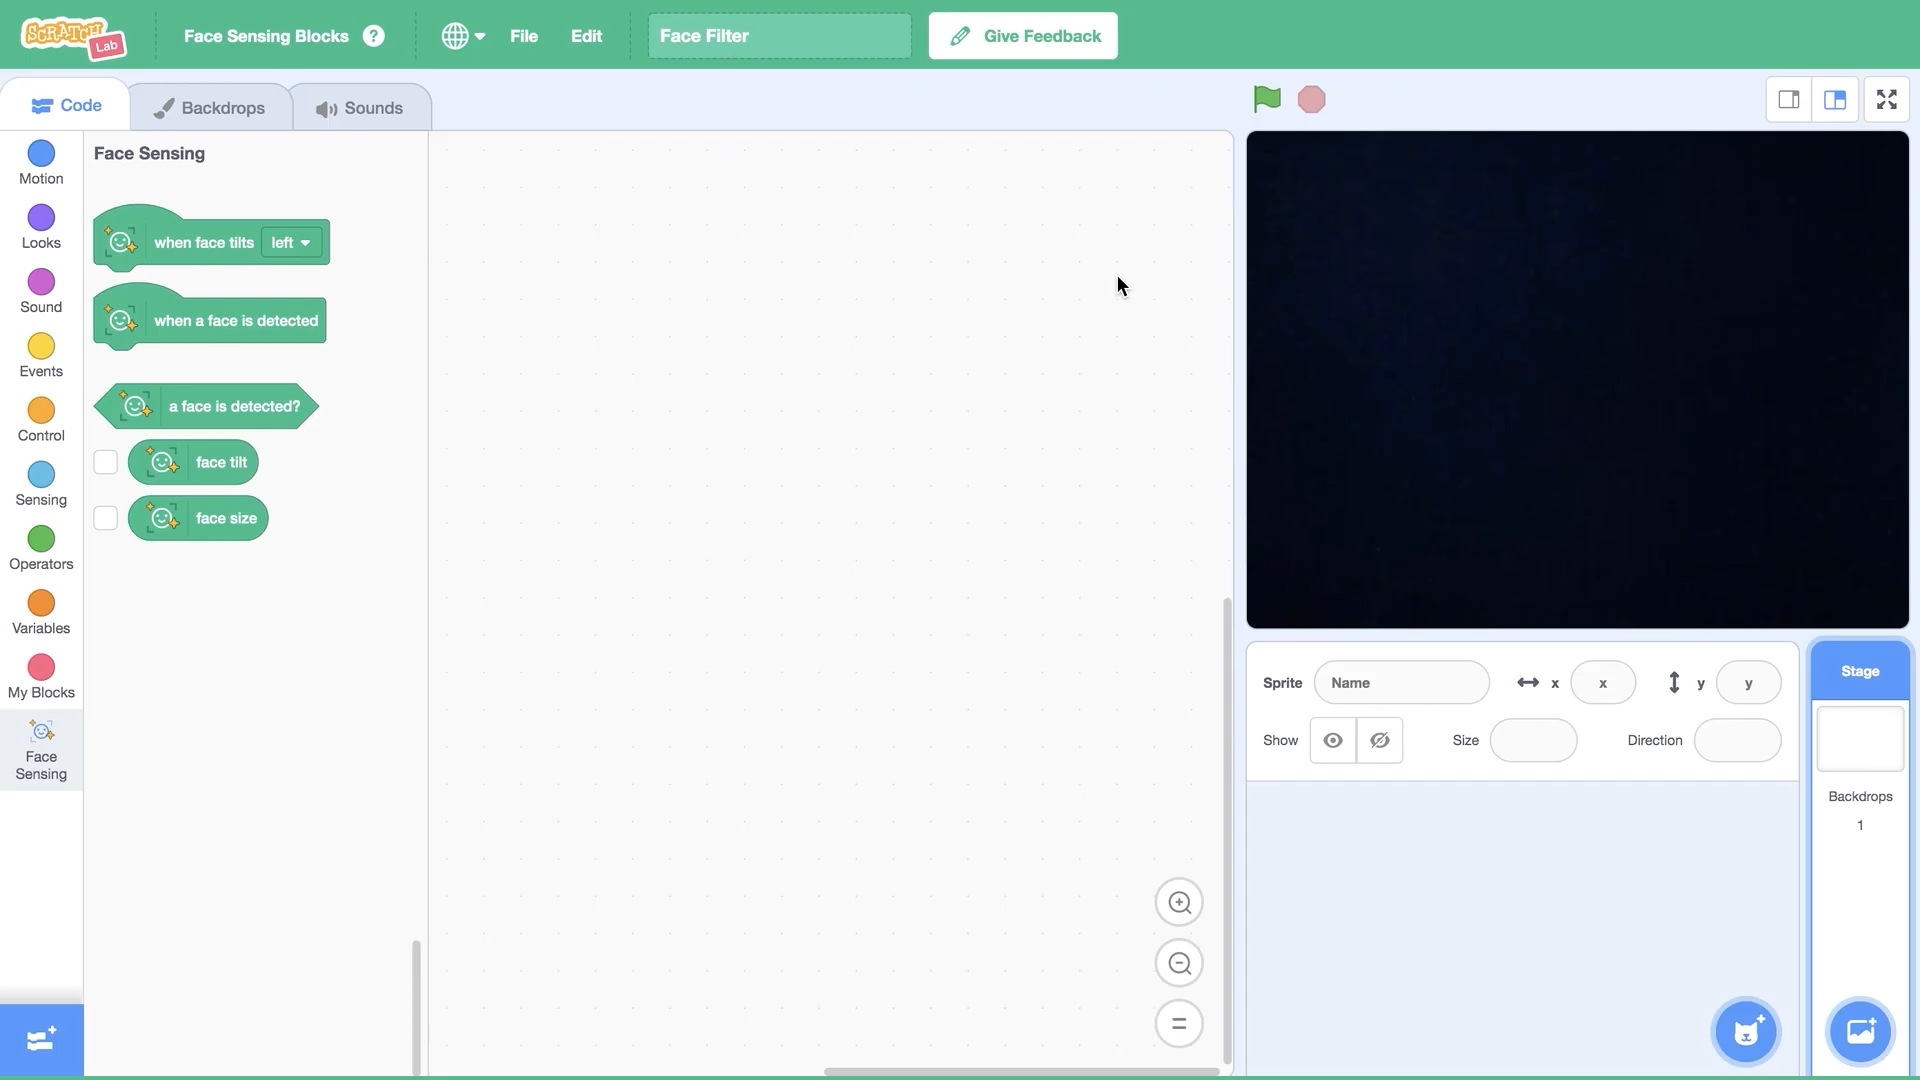 SCRATCH Lab
Face Sensing Blocks ?
File
Edit
Face Filter
Give Feedback
Code
Backdrops
Sounds
Motion
Looks
Sound
Events
Control
Sensing
Operators
Variables
My Blocks
Face
Sensing
Face Sensing
when face tilts left
when a face is detected
a face is detected?
face tilt
face size
Sprite Name x x y y
Show Size Direction
Stage
Backdrops
1